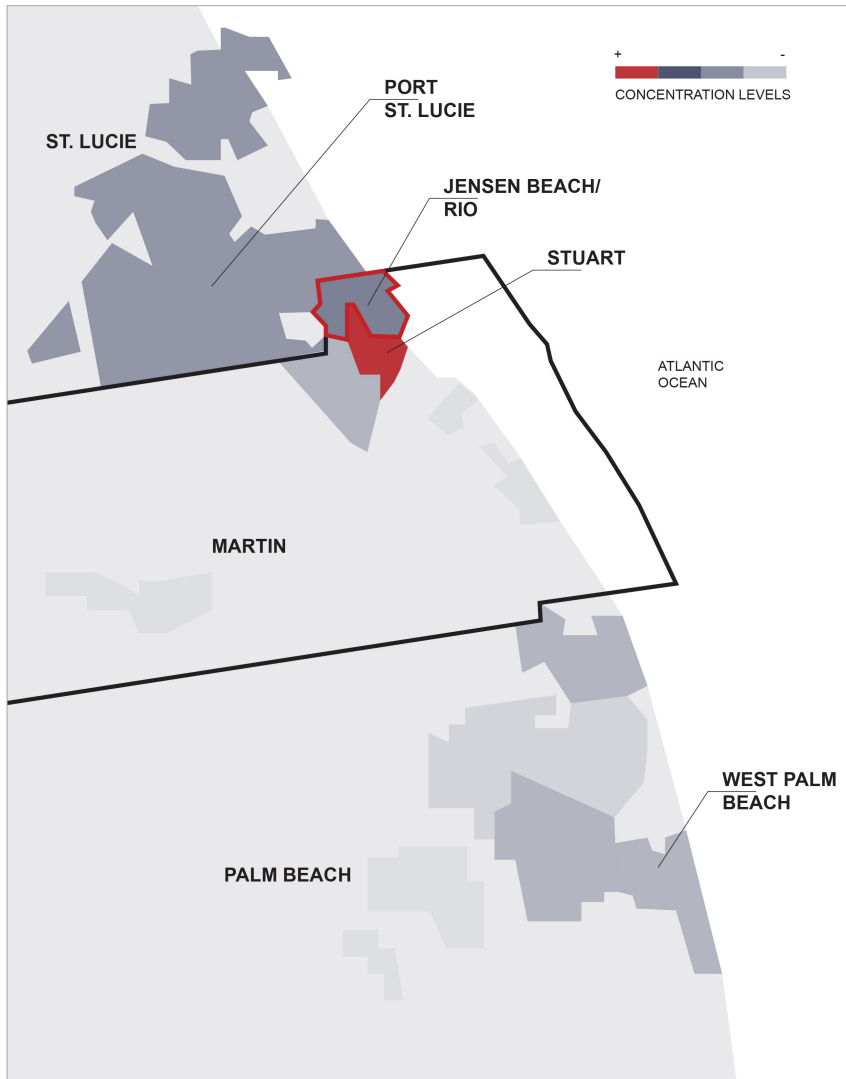 + -
CONCENTRATION LEVELS
PORT
ST. LUCIE
ST. LUCIE
JENSEN BEACH/
RIO
STUART
ATLANTIC
OCEAN
MARTIN
WEST PALM
BEACH
PALM BEACH